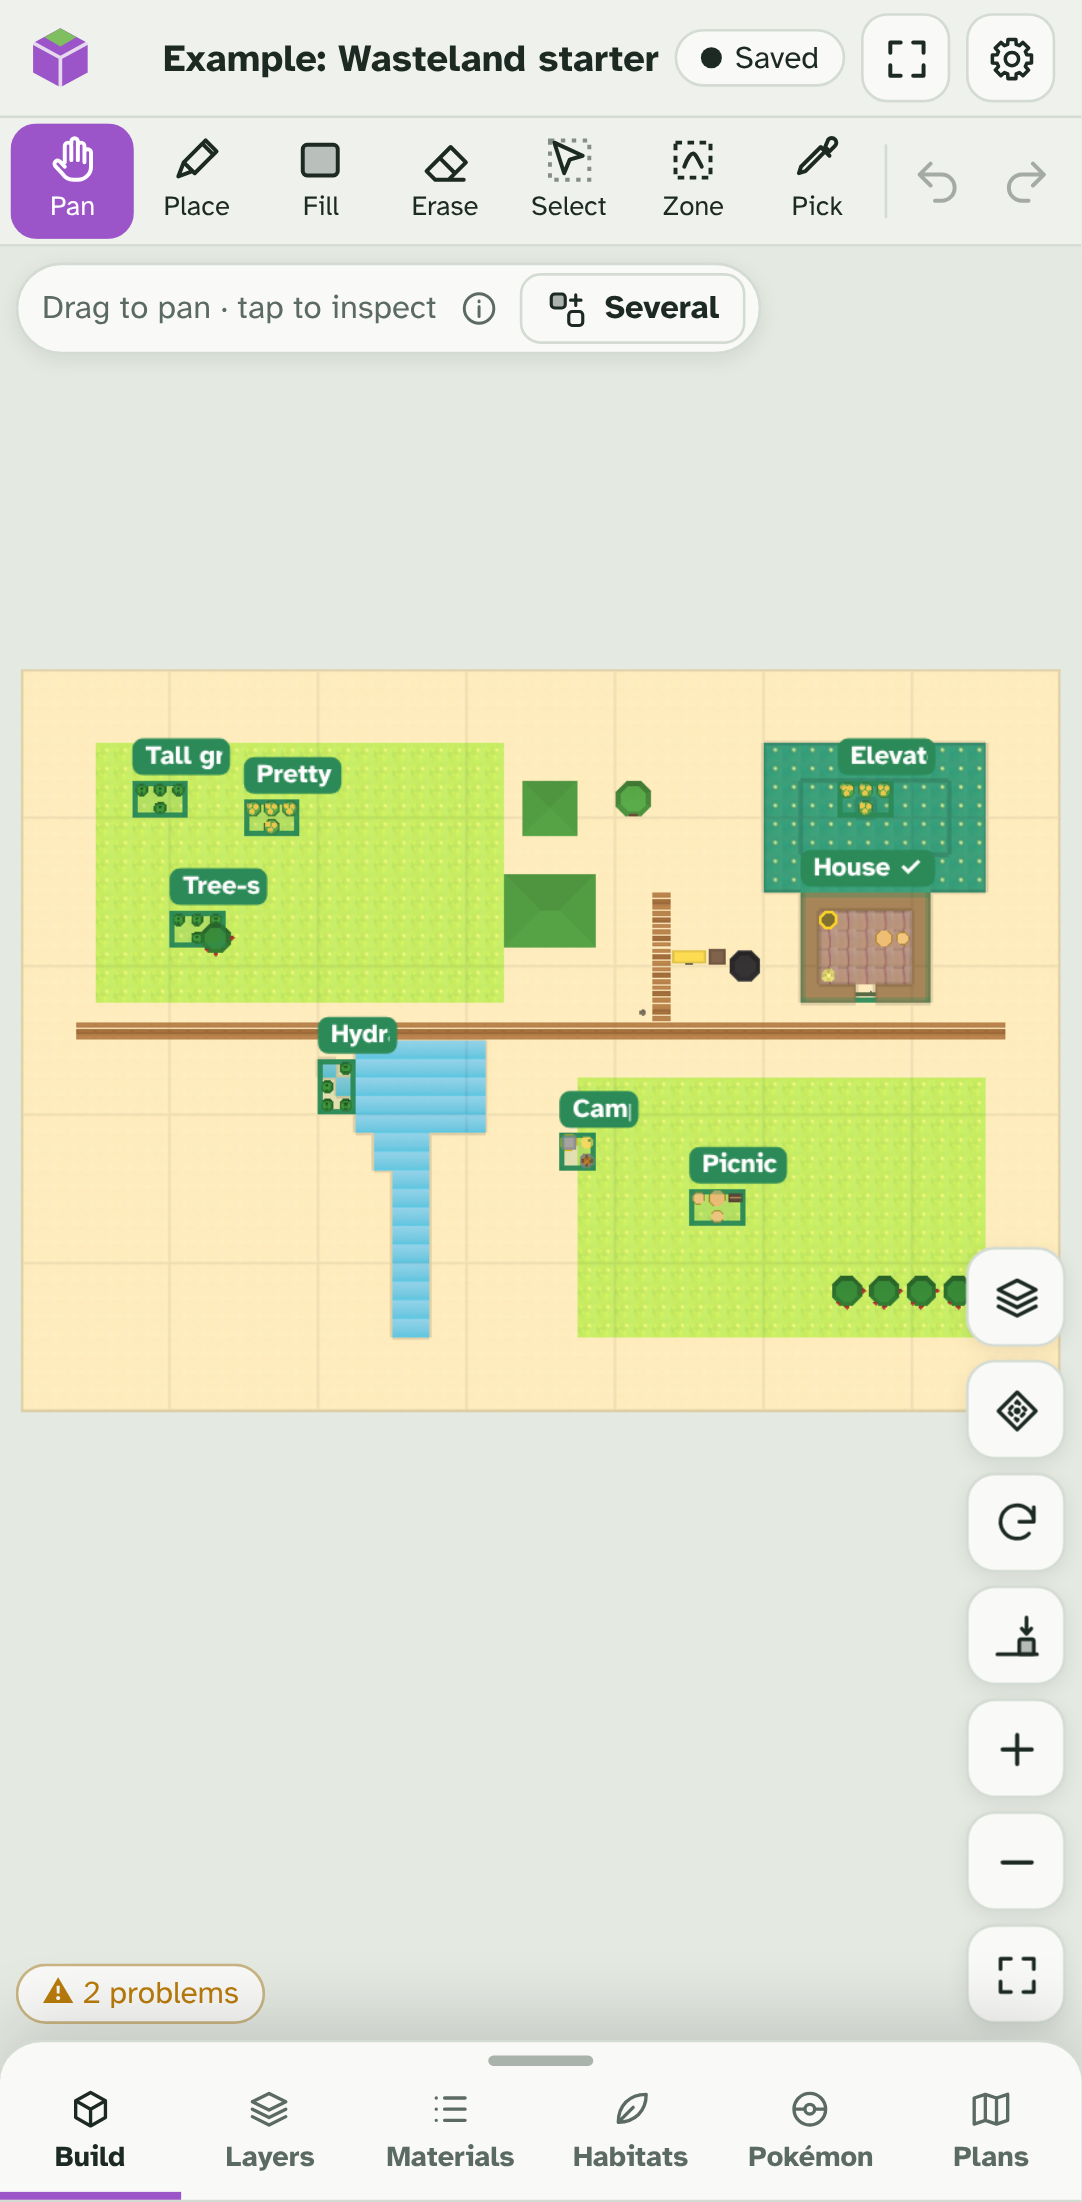 Example: Wasteland starter
Saved
Pan
Place
Fill
Erase
Select
Zone
Pick
Drag to pan · tap to inspect
Several
Tall gr
Pretty
Elevat
House ✓
Tree-s
Hydr
Cam
Picnic
2 problems
Build
Layers
Materials
Habitats
Pokémon
Plans